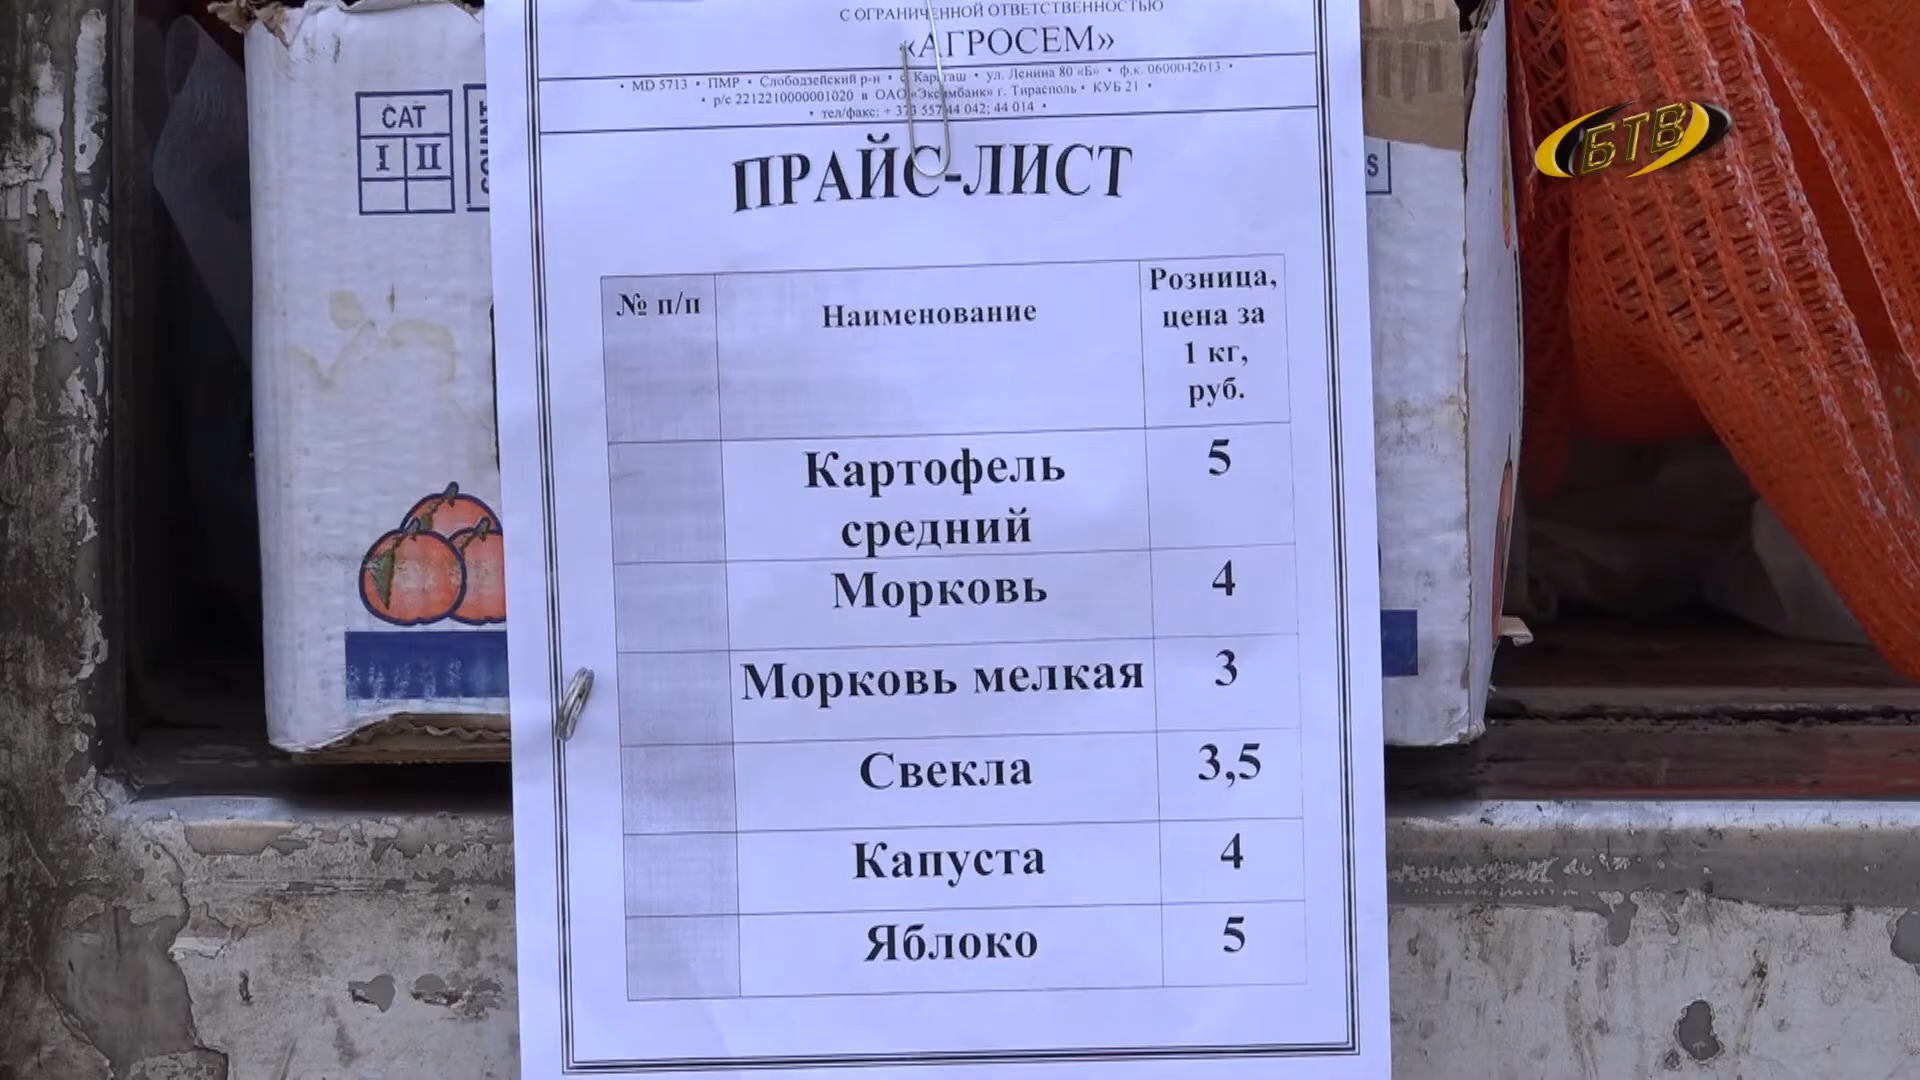 С ОГРАНИЧЕННОЙ ОТВЕТСТВЕННОСТЬЮ
«АГРОСЕМ»
• MD 5713 • ПМР • Слободзейский р-н • с. Карагаш • ул. Ленина 80 «Б» • ф.к. 0600042613 •
• р/с 2212210000001020 в ОАО «Эксимбанк» г. Тирасполь • КУБ 21 •
• тел/факс: + 373 557 44 042; 44 014 •
ПРАЙС-ЛИСТ
№ п/п Наименование Розница,
цена за
1 кг,
руб.
Картофель 5
средний
Морковь 4
Морковь мелкая 3
Свекла 3,5
Капуста 4
Яблоко 5
CAT
I II
БТВ